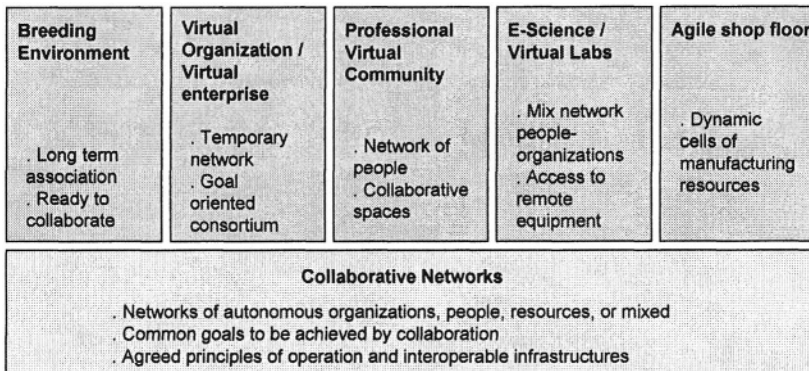 Breeding
Environment
. Long term
association
. Ready to
collaborate
Virtual
Organization /
Virtual
enterprise
. Temporary
network
. Goal
oriented
consortium
Professional
Virtual
Community
. Network of
people
. Collaborative
spaces
E-Science /
Virtual Labs
. Mix network
people-
organizations
. Access to
remote
equipment
Agile shop floor
. Dynamic
cells of
manufacturing
resources
Collaborative Networks
. Networks of autonomous organizations, people, resources, or mixed
. Common goals to be achieved by collaboration
. Agreed principles of operation and interoperable infrastructures